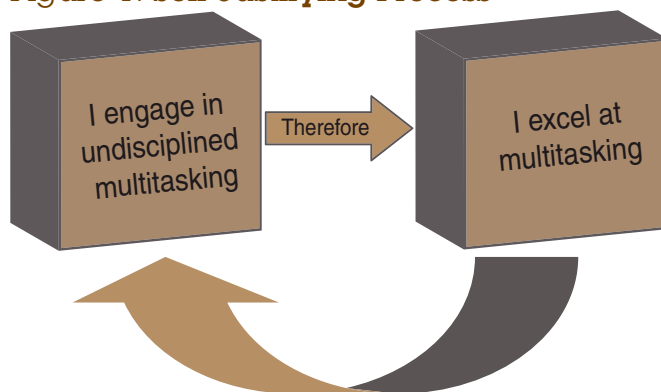 I engage in
undisciplined
multitasking
Therefore
I excel at
multitasking